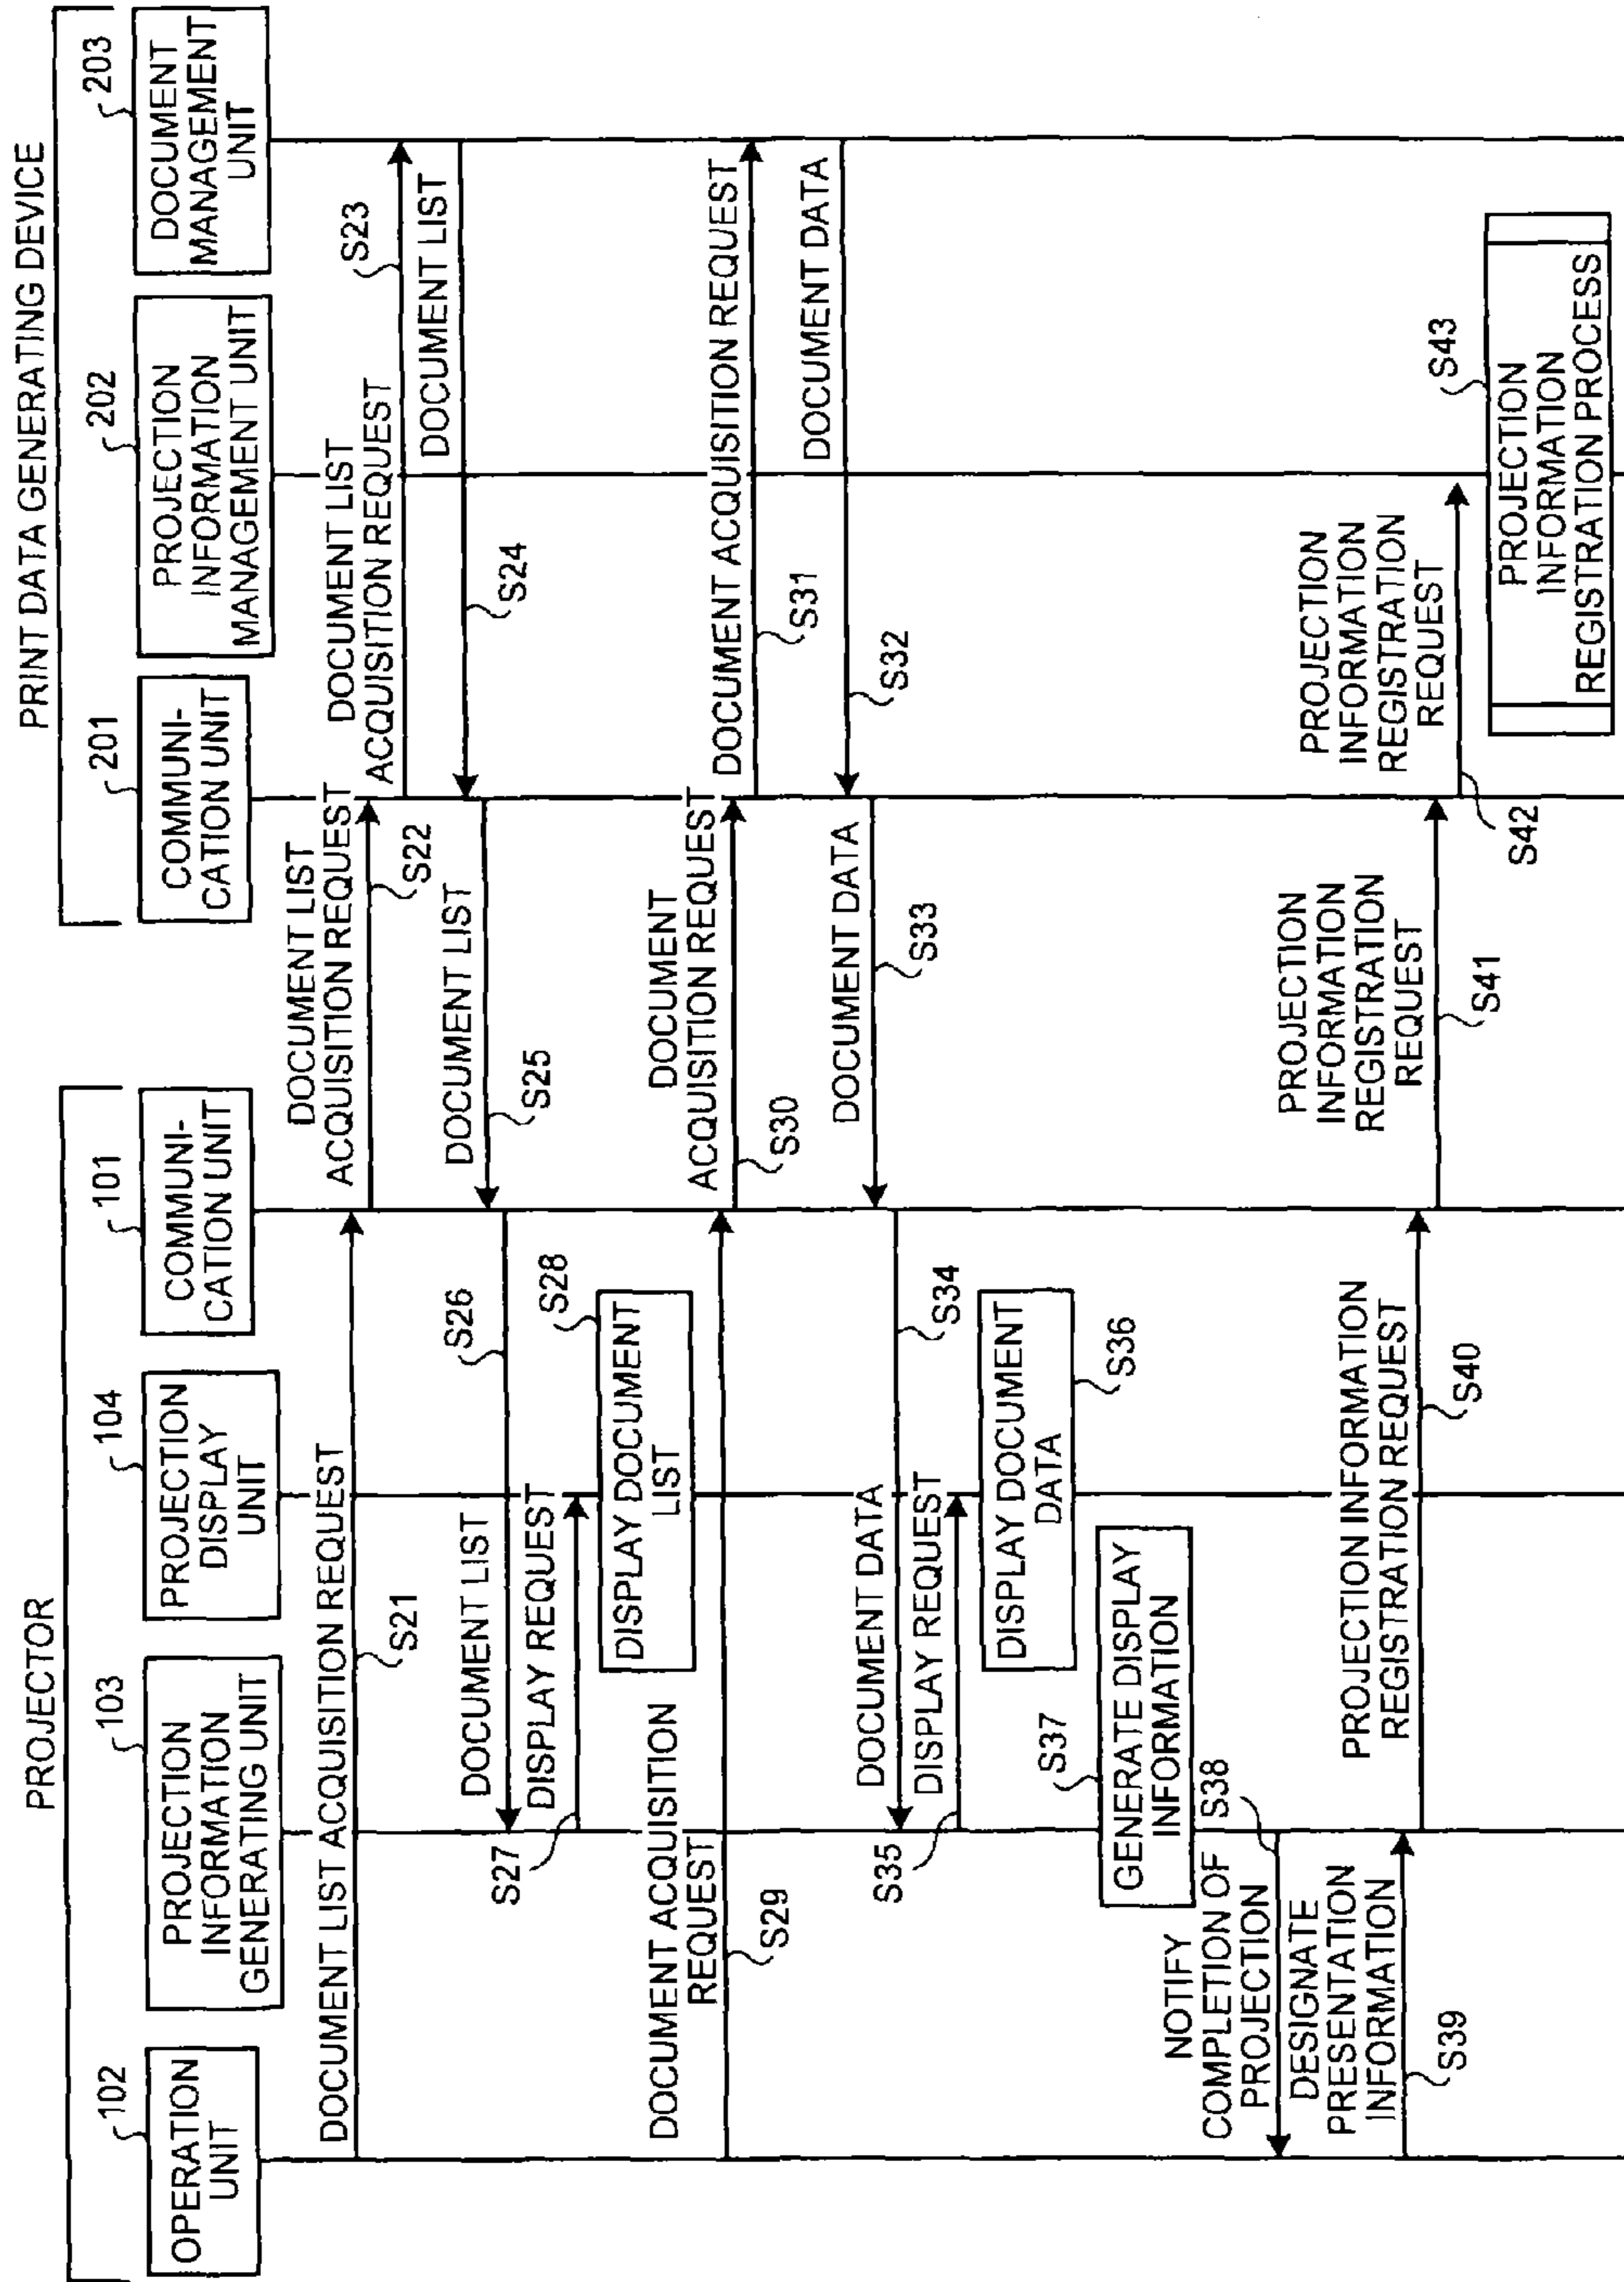 PROJECTOR
PRINT DATA GENERATING DEVICE
102
OPERATION
UNIT
103
PROJECTION
INFORMATION
GENERATING UNIT
104
PROJECTION
DISPLAY
UNIT
101
COMMUNI-
CATION UNIT
201
COMMUNI-
CATION UNIT
202
PROJECTION
INFORMATION
MANAGEMENT UNIT
203
DOCUMENT
MANAGEMENT
UNIT
DOCUMENT LIST ACQUISITION REQUEST
S21
DOCUMENT LIST
ACQUISITION REQUEST
S22
DOCUMENT LIST
ACQUISITION REQUEST
S23
DOCUMENT LIST
S24
DOCUMENT LIST
S25
S26
DOCUMENT LIST
DISPLAY REQUEST
S27
S28
DISPLAY DOCUMENT
LIST
DOCUMENT ACQUISITION
REQUEST
S29
DOCUMENT
ACQUISITION REQUEST
S30
DOCUMENT ACQUISITION REQUEST
S31
DOCUMENT DATA
S32
DOCUMENT DATA
S33
S34
DOCUMENT DATA
DISPLAY REQUEST
S35
DISPLAY DOCUMENT
DATA
S36
S37
GENERATE DISPLAY
INFORMATION
S38
NOTIFY
COMPLETION OF
PROJECTION
DESIGNATE
PRESENTATION
INFORMATION
S39
PROJECTION INFORMATION
REGISTRATION REQUEST
S40
PROJECTION
INFORMATION
REGISTRATION
REQUEST
S41
PROJECTION
INFORMATION
REGISTRATION
REQUEST
S42
S43
PROJECTION
INFORMATION
REGISTRATION PROCESS